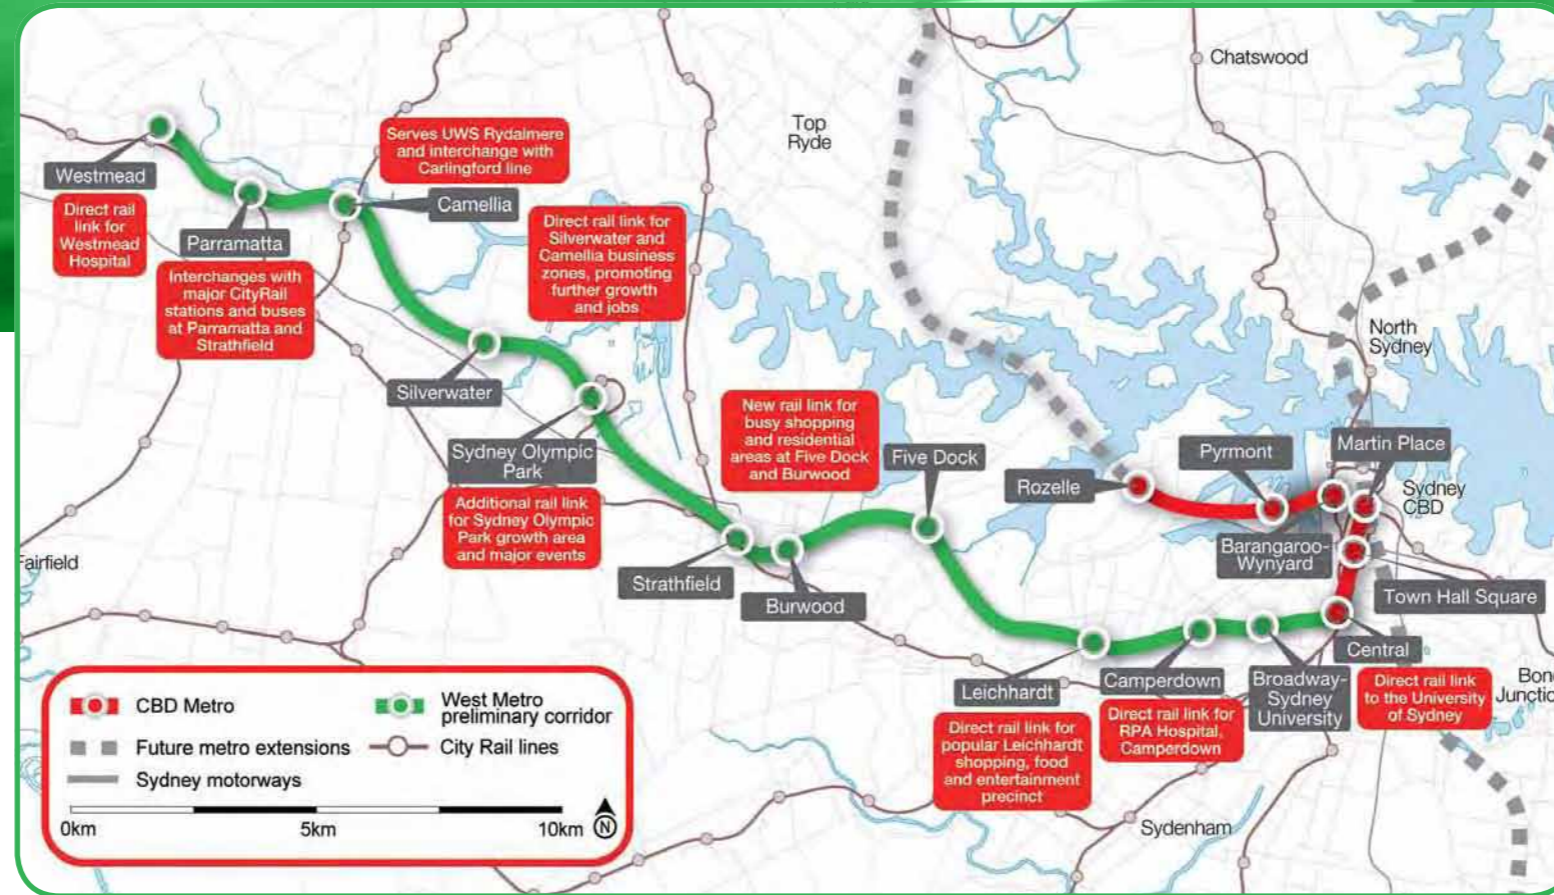 Chatswood
Top
Ryde
Serves UWS Rydalmere
and interchange with
Carlingford line
Westmead
Direct rail
link for
Westmead
Hospital
Camellia
Parramatta
Interchanges with
major CityRail
stations and buses
at Parramatta and
Strathfield
Direct rail link for
Silverwater and
Camellia business
zones, promoting
further growth
and jobs
North
Sydney
Silverwater
New rail link for
busy shopping
and residential
areas at Five Dock
and Burwood
Sydney Olympic
Park
Additional rail link
for Sydney Olympic
Park growth area
and major events
Five Dock
Rozelle
Pyrmont
Martin Place
Sydney
CBD
Barangaroo-
Wynyard
Fairfield
Strathfield
Burwood
Town Hall Square
Central
Leichhardt
Camperdown
Broadway-
Sydney
University
Direct rail link
to the University
of Sydney
Bon
Junctio
Direct rail link for
popular Leichhardt
shopping, food
and entertainment
precinct
Direct rail link for
RPA Hospital,
Camperdown
Sydenham
CBD Metro
West Metro
preliminary corridor
Future metro extensions
City Rail lines
Sydney motorways
0km
5km
10km
N